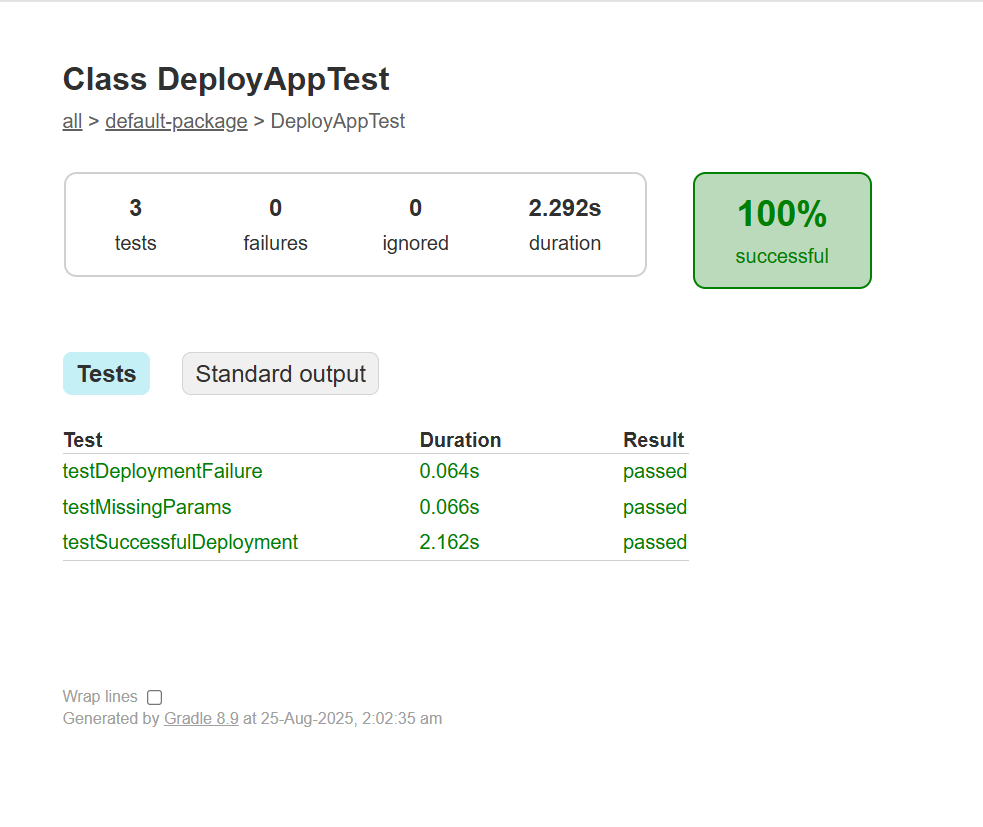 Class DeployAppTest
all > default-package > DeployAppTest
3 0 0 2.292s
tests failures ignored duration
100%
successful
Tests Standard output
Test Duration Result
testDeploymentFailure 0.064s passed
testMissingParams 0.066s passed
testSuccessfulDeployment 2.162s passed
Wrap lines
Generated by Gradle 8.9 at 25-Aug-2025, 2:02:35 am